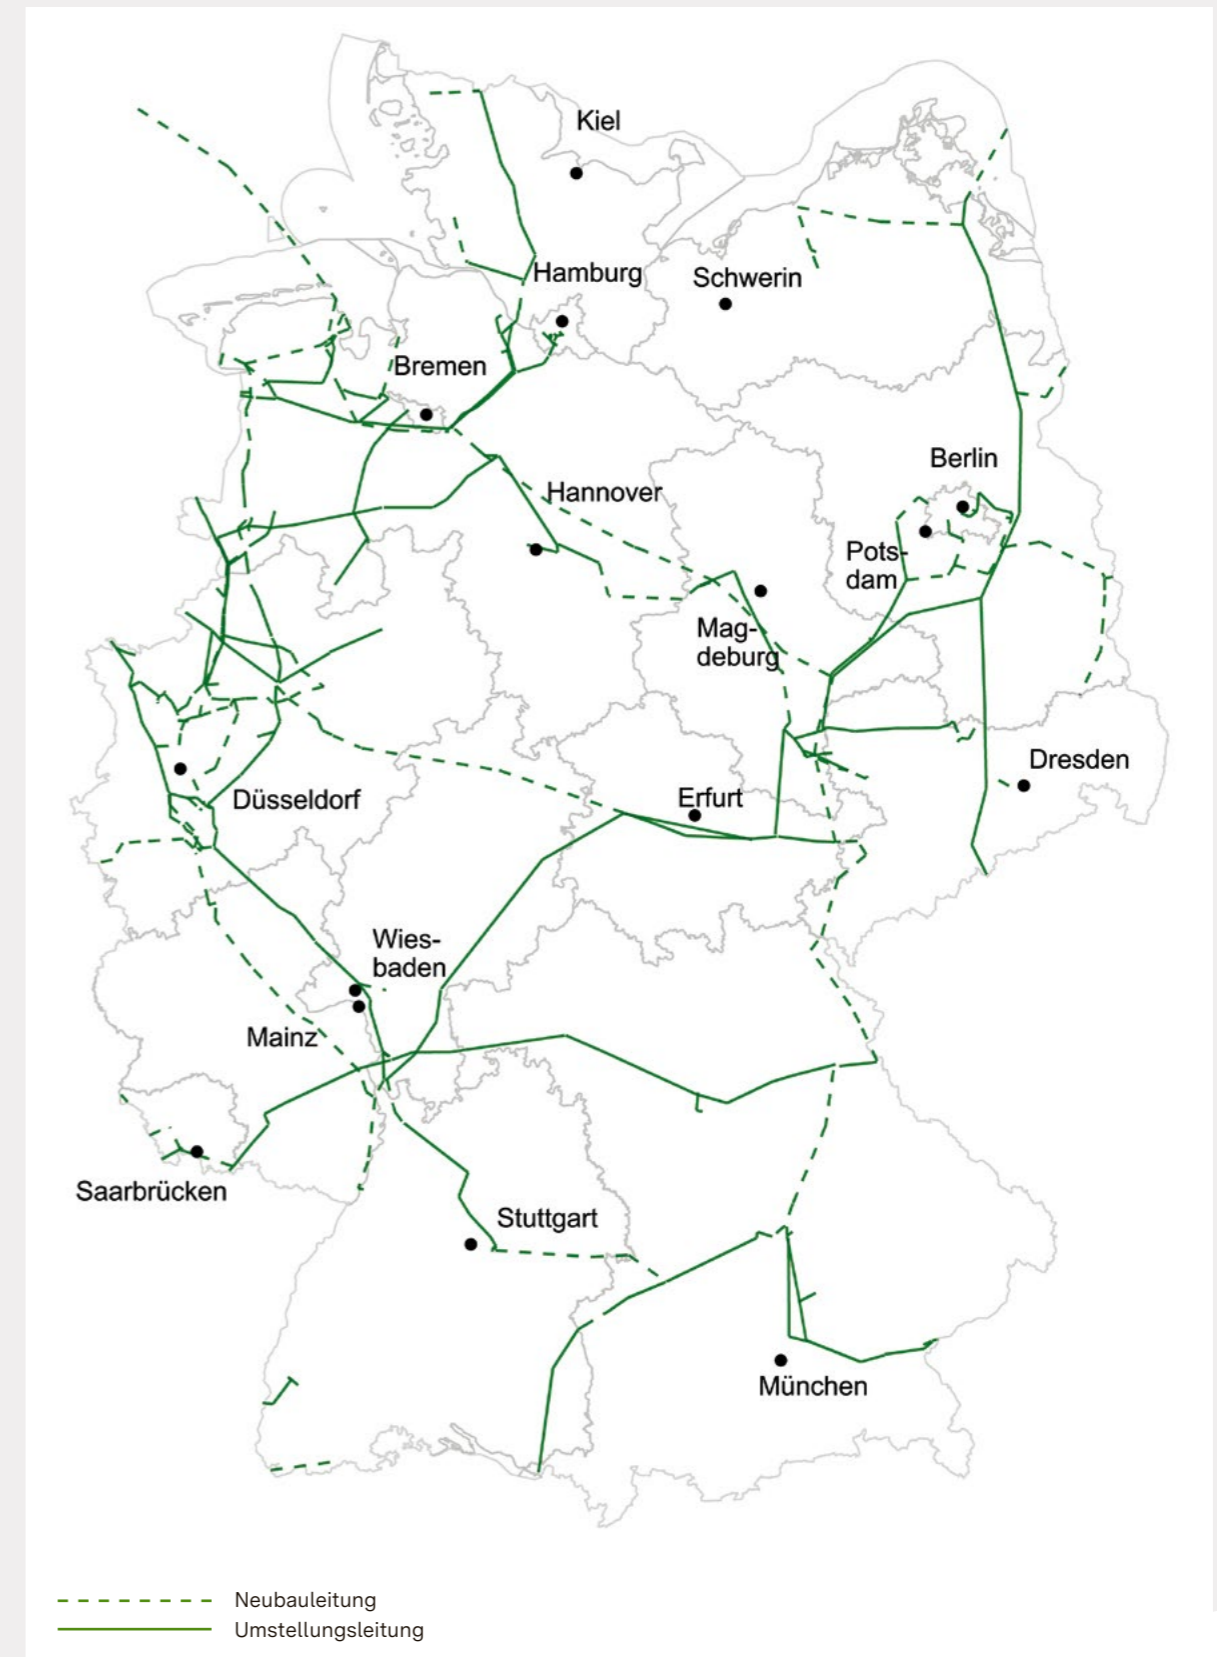 Kiel
Hamburg
Schwerin
Bremen
Berlin
Hannover
Pots-
dam
Mag-
deburg
Dresden
Düsseldorf
Erfurt
Wies-
baden
Mainz
Saarbrücken
Stuttgart
München
Neubauleitung
Umstellungsleitung